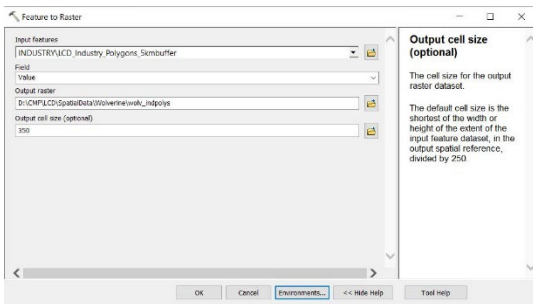 Feature to Raster
Input features
INDUSTRY\LCD_Industry_Polygons_5kmbuffer
Field
Value
Output raster
D:\CMP\LCD\SpatialData\Wolverine\wolv_indpolys
Output cell size (optional)
350
OK
Cancel
Environments...
<< Hide Help
Output cell size
(optional)
The cell size for the output
raster dataset.
The default cell size is the
shortest of the width or
height of the extent of the
input feature dataset, in the
output spatial reference,
divided by 250.
Tool Help